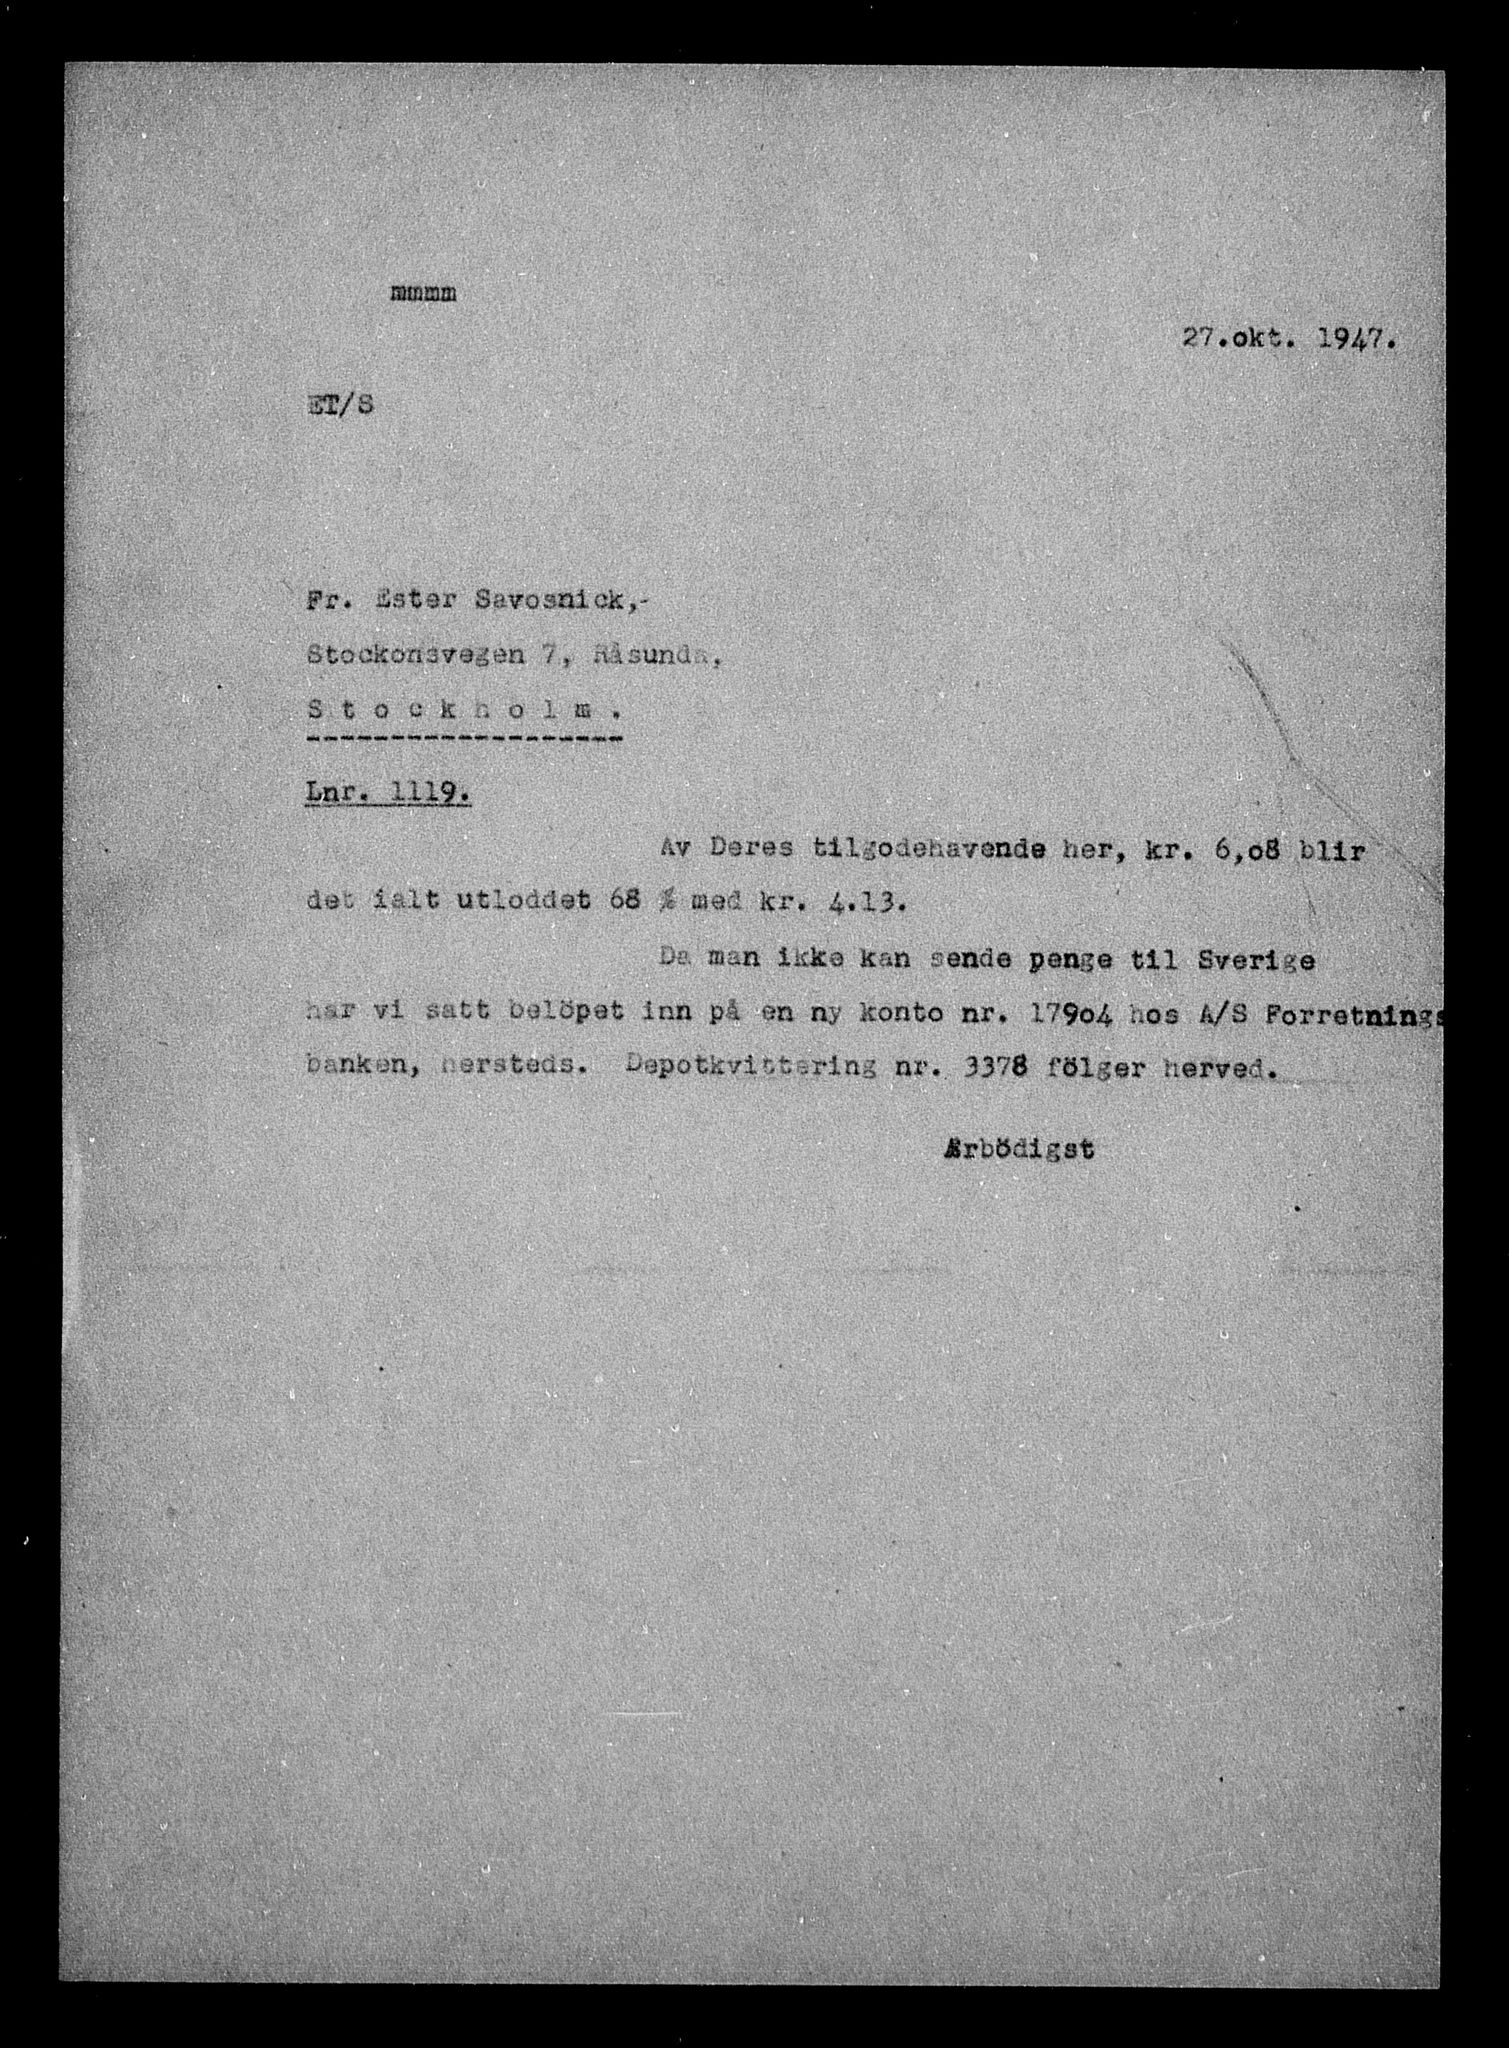 mmmm
27.okt. 1947.
ET/S
Fr. Ester Savosnick,-
Stockonsvegen 7, Råsunda,
S t o c k h o l m .
Lnr. 1119.
Av Deres tilgodehavende her, kr. 6,o8 blir
det ialt utloddet 68 % med kr. 4.13.
Da man ikke kan sende penge til Sverige
har vi satt belöpet inn på en ny konto nr. 179o4 hos A/S Forretnings
banken, hersteds. Depotkvittering nr. 3378 fölger herved.
Ærbödigst